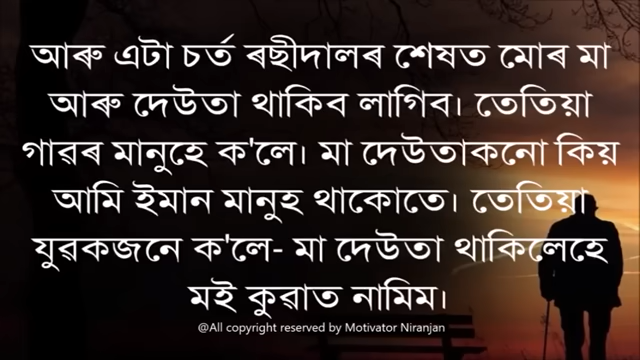 আৰু এটা চৰ্ত ৰছীদালৰ শেষত মোৰ মা
আৰু দেউতা থাকিব লাগিব। তেতিয়া
গাৱৰ মানুহে ক'লে। মা দেউতাকনো কিয়
আমি ইমান মানুহ থাকোতে। তেতিয়া
যুৱকজনে ক'লে- মা দেউতা থাকিলেহে
মই কুৱাত নামিম।
@All copyright reserved by Motivator Niranjan